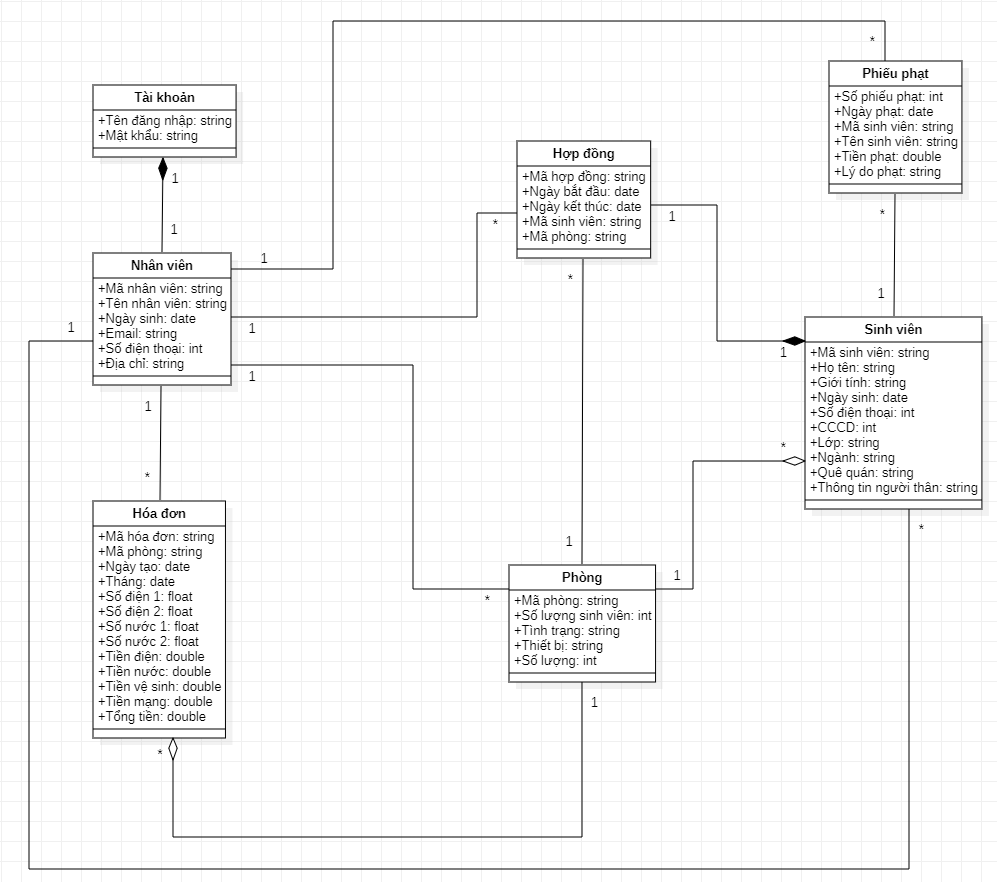 Tài khoản
+Tên đăng nhập: string
+Mật khẩu: string
1
1
Nhân viên
+Mã nhân viên: string
+Tên nhân viên: string
+Ngày sinh: date
+Email: string
+Số điện thoại: int
+Địa chỉ: string
1
1
1
1
1
*
Hóa đơn
+Mã hóa đơn: string
+Mã phòng: string
+Ngày tạo: date
+Tháng: date
+Số điện 1: float
+Số điện 2: float
+Số nước 1: float
+Số nước 2: float
+Tiền điện: double
+Tiền nước: double
+Tiền vệ sinh: double
+Tiền mạng: double
+Tổng tiền: double
*
Hợp đồng
+Mã hợp đồng: string
+Ngày bắt đầu: date
+Ngày kết thúc: date
+Mã sinh viên: string
+Mã phòng: string
*
1
*
1
Phòng
+Mã phòng: string
+Số lượng sinh viên: int
+Tình trạng: string
+Thiết bị: string
+Số lượng: int
*
1
1
*
Phiếu phạt
+Số phiếu phạt: int
+Ngày phạt: date
+Mã sinh viên: string
+Tên sinh viên: string
+Tiền phạt: double
+Lý do phạt: string
*
1
Sinh viên
+Mã sinh viên: string
+Họ tên: string
+Giới tính: string
+Ngày sinh: date
+Số điện thoại: int
+CCCD: int
+Lớp: string
+Ngành: string
+Quê quán: string
+Thông tin người thân: string
1
*
*